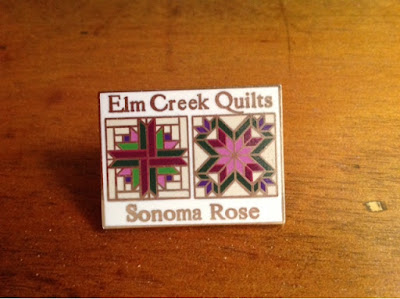 Elm Creek Quilts
Sonoma Rose